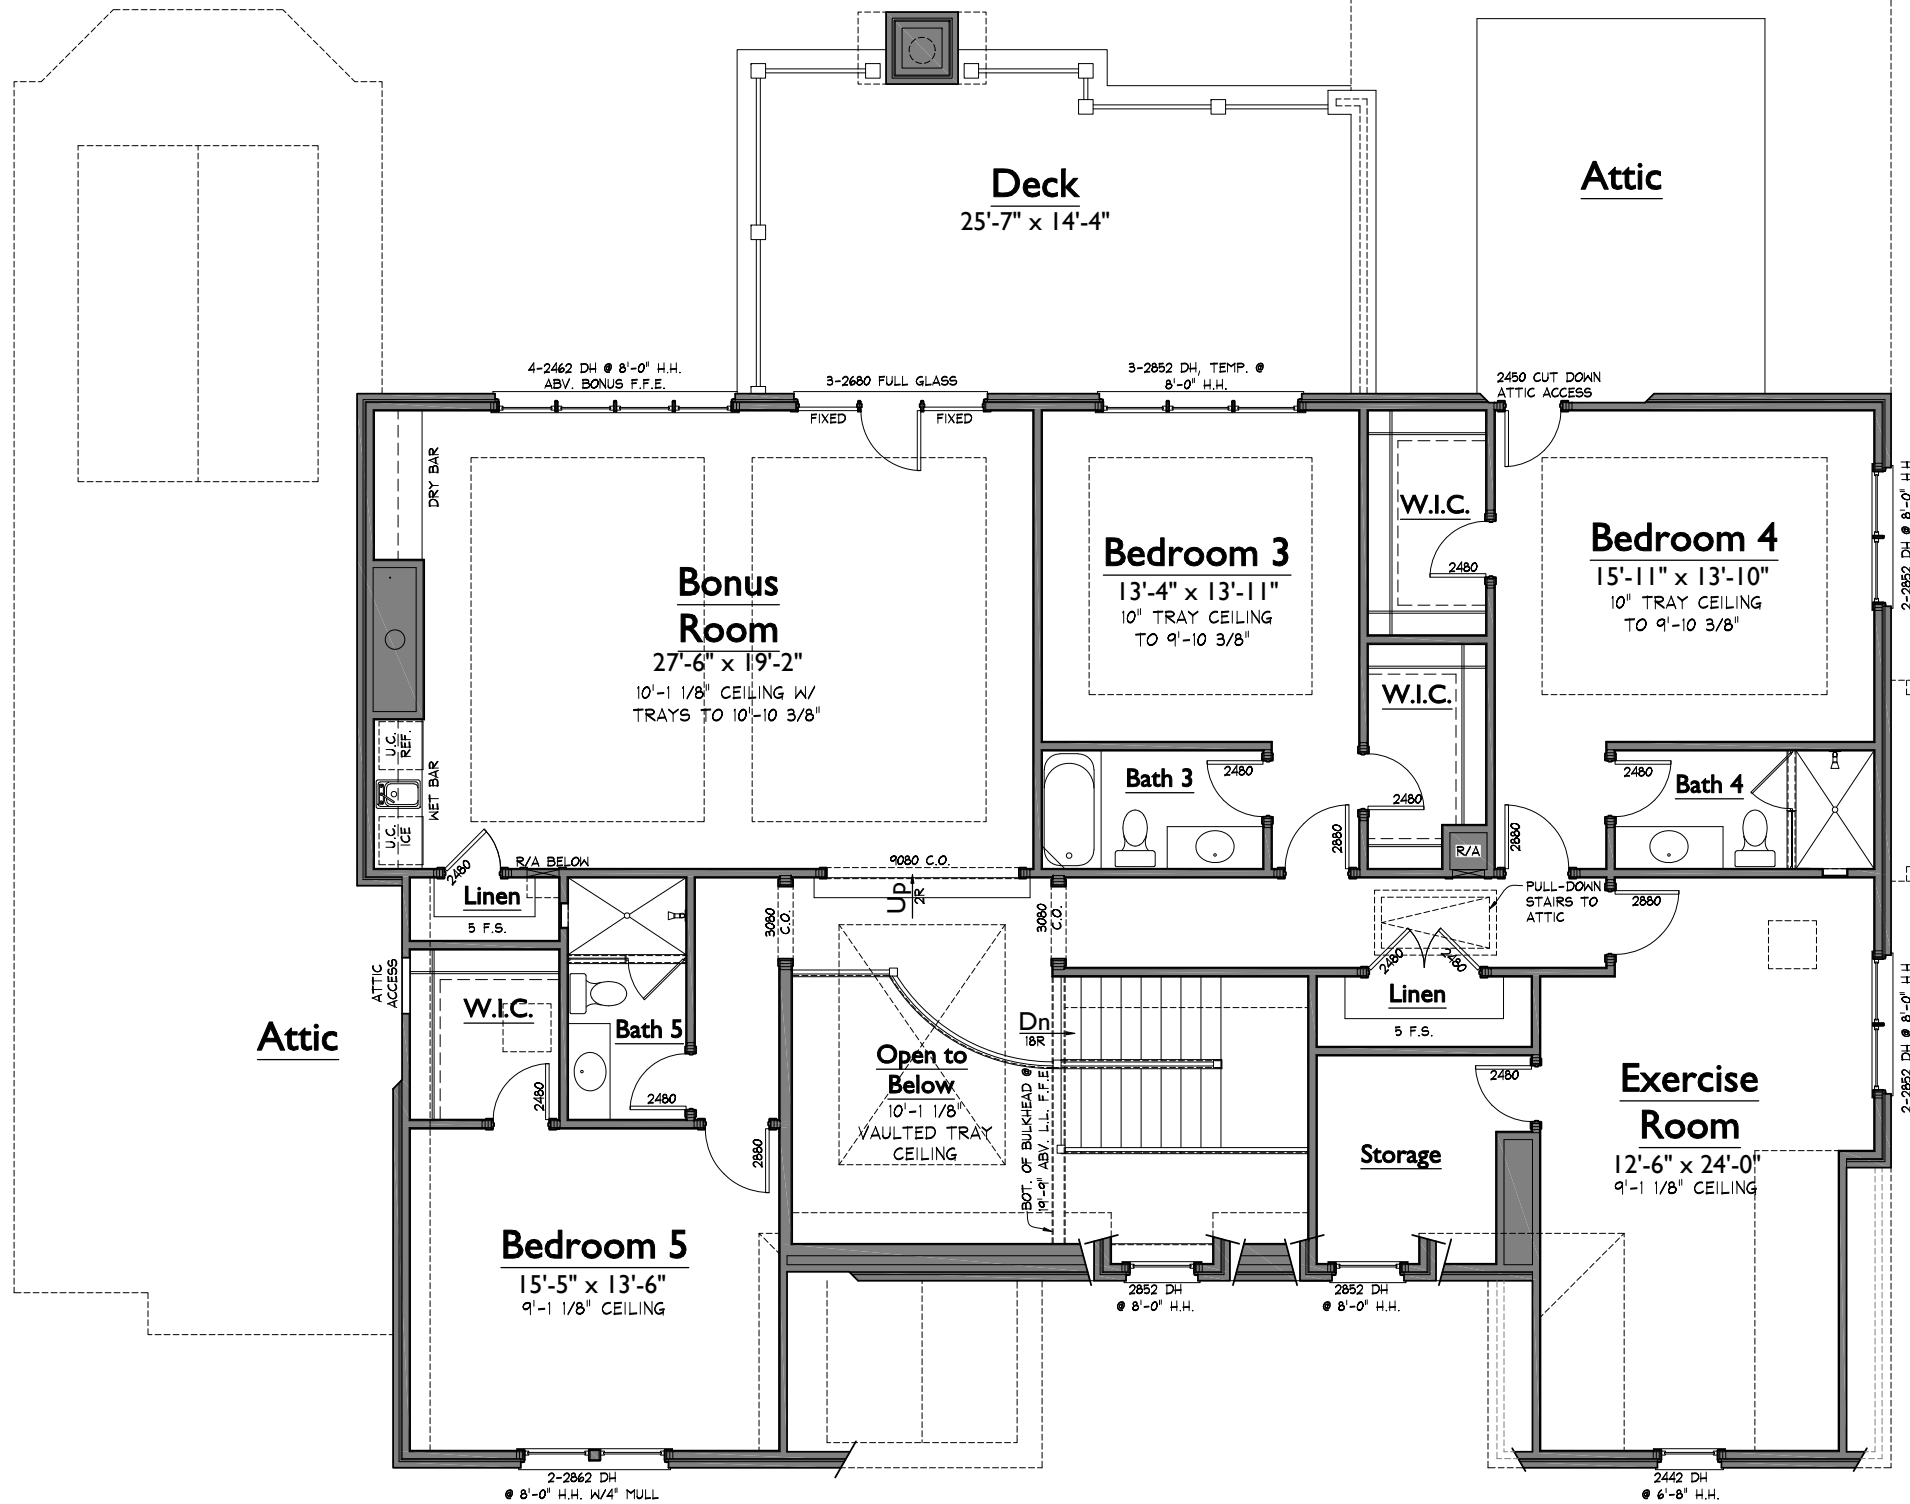 Deck
25'-7" x 14'-4"
Attic
4-2462 DH @ 8'-0" H.H.
ABV. BONUS F.F.E.
3-2680 FULL GLASS
FIXED
FIXED
3-2852 DH, TEMP. @
8'-0" H.H.
2450 CUT DOWN
ATTIC ACCESS
DRY BAR
Bonus
Room
27'-6" x 19'-2"
10'-1 1/8" CEILING W/
TRAYS TO 10'-10 3/8"
Bedroom 3
13'-4" x 13'-11"
10" TRAY CEILING
TO 9'-10 3/8"
W.I.C.
2480
Bedroom 4
15'-11" x 13'-10"
10" TRAY CEILING
TO 9'-10 3/8"
2-2852 DH @ 8'-0" H
W.I.C.
2480
U.C.
REF.
WET BAR
U.C.
ICE
Bath 3
2480
2880
R/A
2880
2480
Bath 4
2480
R/A BELOW
9080 C.O.
Linen
5 F.S.
UP
2R
3080
C.O.
3080
C.O.
PULL-DOWN
STAIRS TO
ATTIC
2880
2480
2480
Linen
5 F.S.
ATTIC
ACCESS
Attic
W.I.C.
2480
Bath 5
2480
2880
Open to
Below
10'-1 1/8"
VAULTED TRAY
CEILING
Dn
18R
BOT. OF BULKHEAD @
19'-9" ABV. L.L. F.F.E.
Storage
2480
Exercise
Room
12'-6" x 24'-0"
9'-1 1/8" CEILING
2-2852 DH @ 8'-0" H
Bedroom 5
15'-5" x 13'-6"
9'-1 1/8" CEILING
2852 DH
@ 8'-0" H.H.
2852 DH
@ 8'-0" H.H.
2-2862 DH
@ 8'-0" H.H. W/4" MULL
2442 DH
@ 6'-8" H.H.